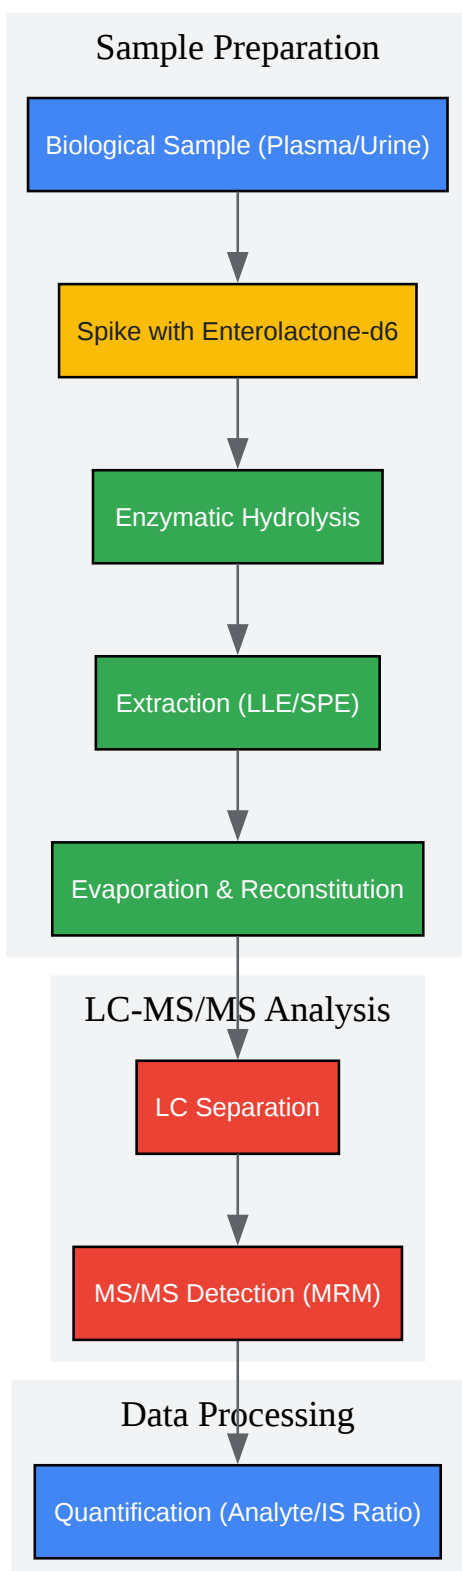 Sample Preparation
Biological Sample (Plasma/Urine)
Spike with Enterolactone-d6
Enzymatic Hydrolysis
Extraction (LLE/SPE)
Evaporation & Reconstitution
LC-MS/MS Analysis
LC Separation
MS/MS Detection (MRM)
Data Processing
Quantification (Analyte/IS Ratio)